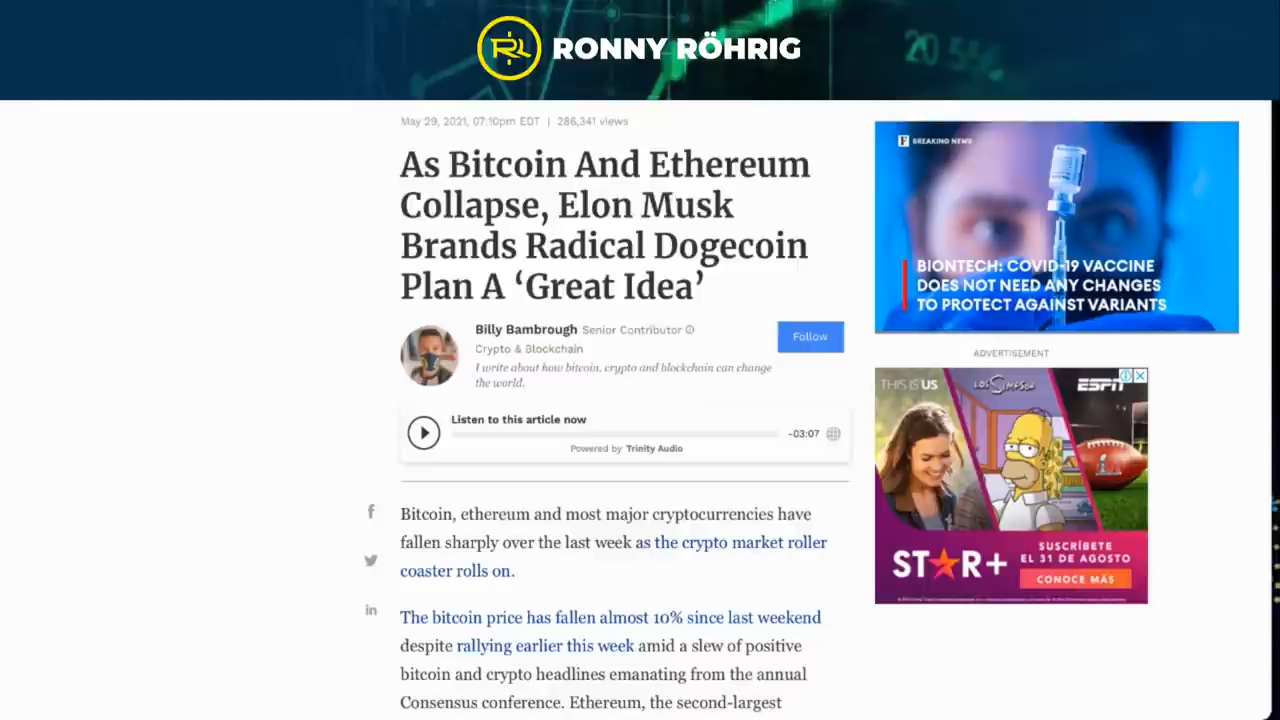 RONNY RÖHRIG
May 29, 2021, 07:10pm EDT | 286,341 views
As Bitcoin And Ethereum
Collapse, Elon Musk
Brands Radical Dogecoin
Plan A ‘Great Idea’
Billy Bambrough Senior Contributor
Crypto & Blockchain
I write about how bitcoin, crypto and blockchain can change
the world.
Follow
Listen to this article now
-03:07
Powered by Trinity Audio
Bitcoin, ethereum and most major cryptocurrencies have
fallen sharply over the last week as the crypto market roller
coaster rolls on.
The bitcoin price has fallen almost 10% since last weekend
despite rallying earlier this week amid a slew of positive
bitcoin and crypto headlines emanating from the annual
Consensus conference. Ethereum, the second-largest
F BREAKING NEWS
BIONTECH: COVID-19 VACCINE
DOES NOT NEED ANY CHANGES
TO PROTECT AGAINST VARIANTS
ADVERTISEMENT
THIS IS US
LOS SIMPSON
ESPN
STAR+
SUSCRÍBETE
EL 31 DE AGOSTO
CONOCE MÁS